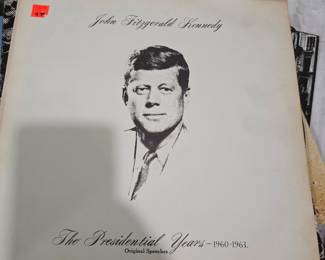 John Fitzgerald Kennedy
The Presidential Years — 1960-1963.
Original Speeches